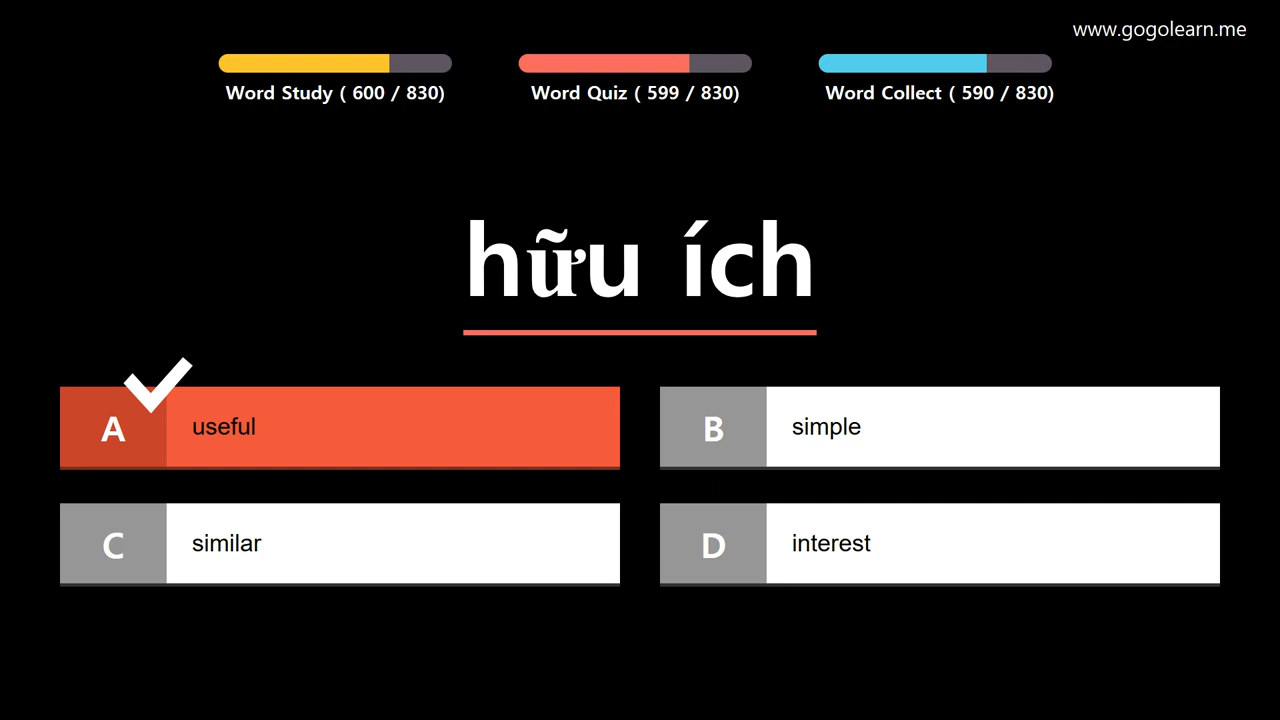 www.gogolearn.me
Word Study ( 600 / 830)
Word Quiz ( 599 / 830)
Word Collect ( 590 / 830)
hữu ích
A useful
B simple
C similar
D interest